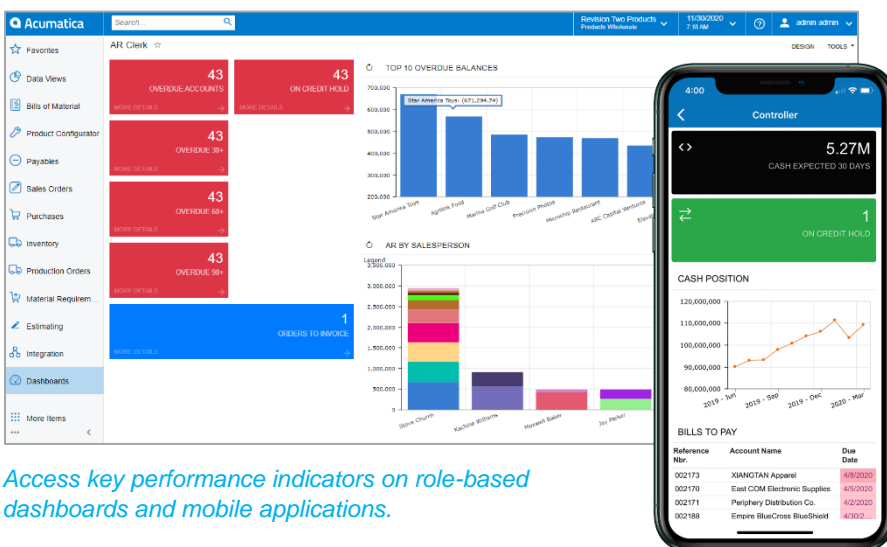 Acumatica
Search...
Revision Two Products
Products Wholesale
11/30/2020
7:18 AM
admin admin
Favorites
Data Views
Bills of Material
Product Configurator
Payables
Sales Orders
Purchases
Inventory
Production Orders
Material Requirem...
Estimating
Integration
Dashboards
More Items
AR Clerk
DESIGN TOOLS
43
OVERDUE ACCOUNTS
MORE DETAILS
43
ON CREDIT HOLD
MORE DETAILS
43
OVERDUE 30+
MORE DETAILS
43
OVERDUE 60+
MORE DETAILS
43
OVERDUE 90+
MORE DETAILS
1
ORDERS TO INVOICE
MORE DETAILS
TOP 10 OVERDUE BALANCES
Star America Toys: (671,294.74)
700,000
600,000
500,000
400,000
300,000
200,000
Star America Toys
Agrilink Food
Marina Golf Club
Precision Photos
Microchip Restaurant
ABC Capital Ventures
AR BY SALESPERSON
Legend
3,500,000
3,000,000
2,500,000
2,000,000
1,500,000
1,000,000
500,000
0
Steve Church
Kachine Williams
Maxwell Baker
Jay Parker
4:00
Controller
5.27M
CASH EXPECTED 30 DAYS
1
ON CREDIT HOLD
CASH POSITION
120,000,000
110,000,000
100,000,000
90,000,000
80,000,000
2019 - Jun
2019 - Sep
2019 - Dec
2020 - Mar
BILLS TO PAY
Reference Account Name Due
Nbr. Date
002173 XIANGTAN Apparel 4/8/2020
002170 East COM Electronic Supplies 4/5/2020
002171 Periphery Distribution Co. 4/2/2020
002188 Empire BlueCross BlueShield 4/30/2...
Access key performance indicators on role-based
dashboards and mobile applications.